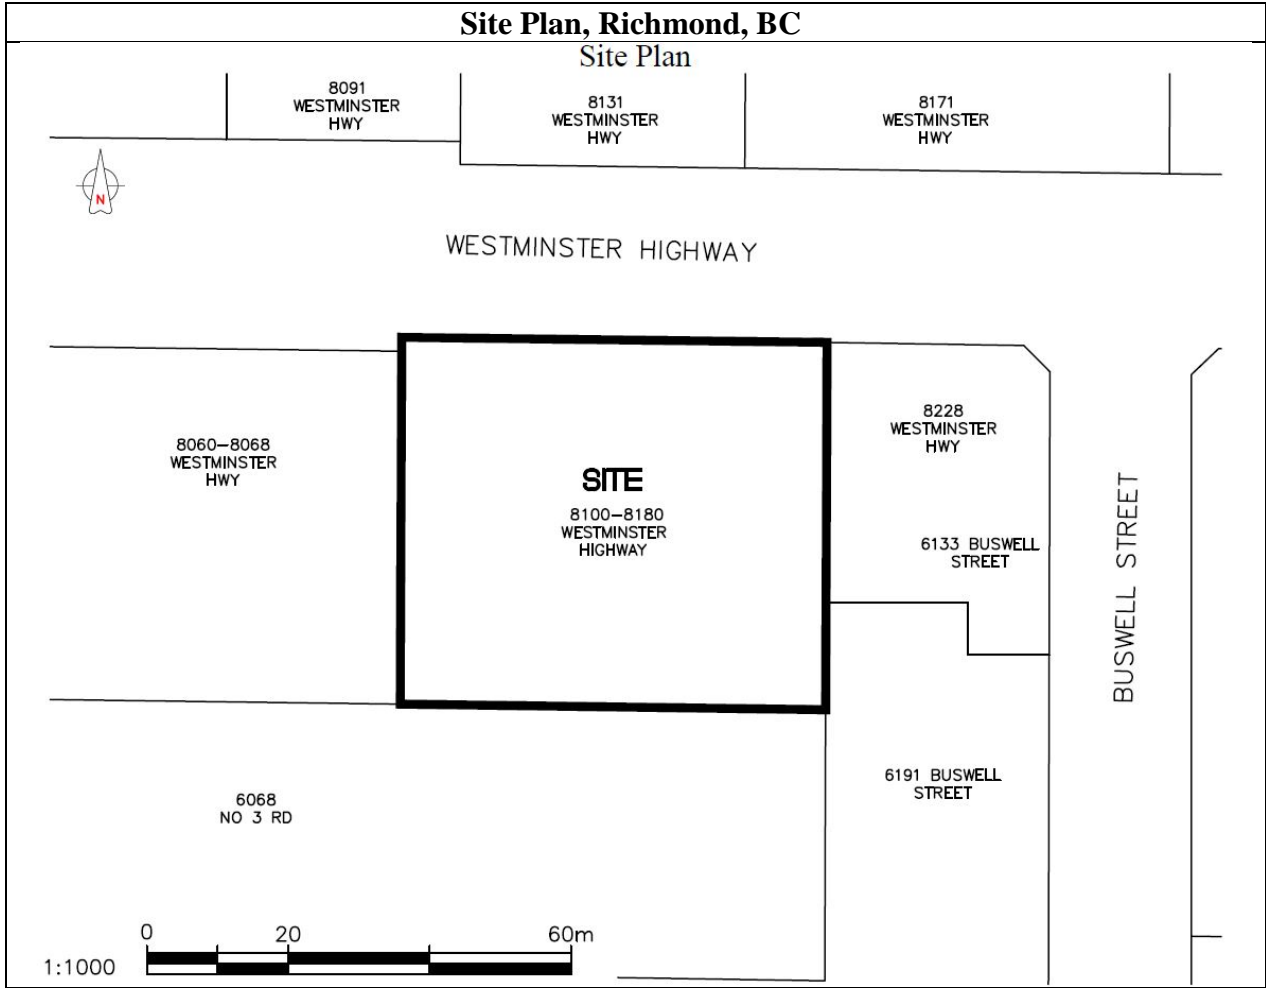 Site Plan, Richmond, BC
Site Plan
8091
WESTMINSTER
HWY
8131
WESTMINSTER
HWY
8171
WESTMINSTER
HWY
N
WESTMINSTER HIGHWAY
8060-8068
WESTMINSTER
HWY
SITE
8100-8180
WESTMINSTER
HIGHWAY
8228
WESTMINSTER
HWY
6133 BUSWELL
STREET
BUSWELL STREET
6191 BUSWELL
STREET
6068
NO 3 RD
0 20 60m
1:1000